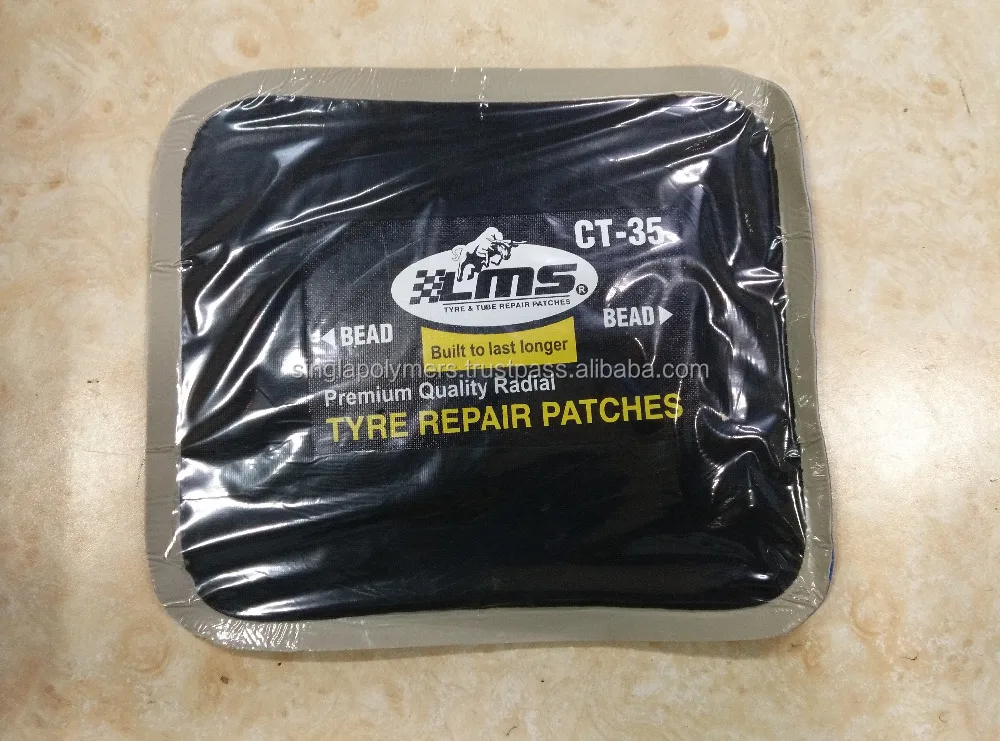 CT-35
LMS®
TYRE & TUBE REPAIR PATCHES
◀ BEAD
BEAD ▶
Built to last longer
singlapolymers.trustpass.alibaba.com
Premium Quality Radial
TYRE REPAIR PATCHES